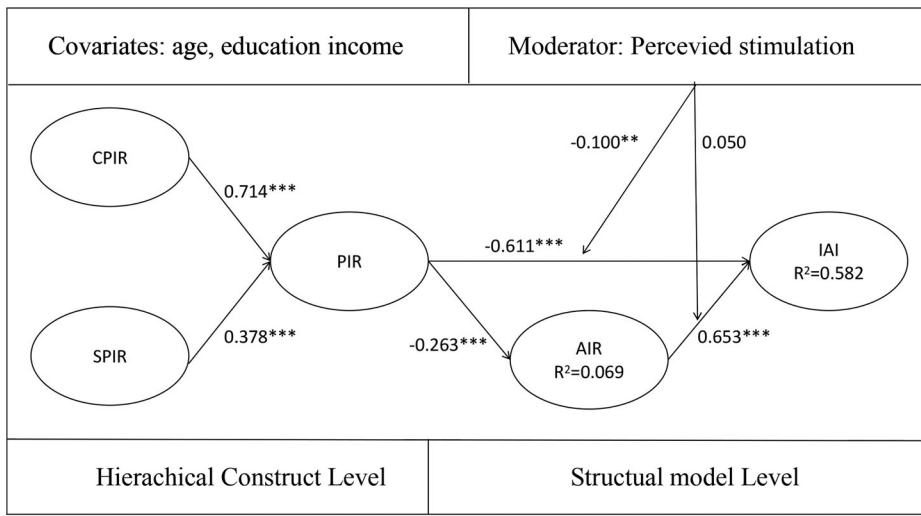 Covariates: age, education income
Moderator: Percevied stimulation
-0.100**
0.050
CPIR
0.714***
PIR
-0.611***
IAI
R²=0.582
SPIR
0.378***
-0.263***
AIR
R²=0.069
0.653***
Hierachical Construct Level
Structual model Level